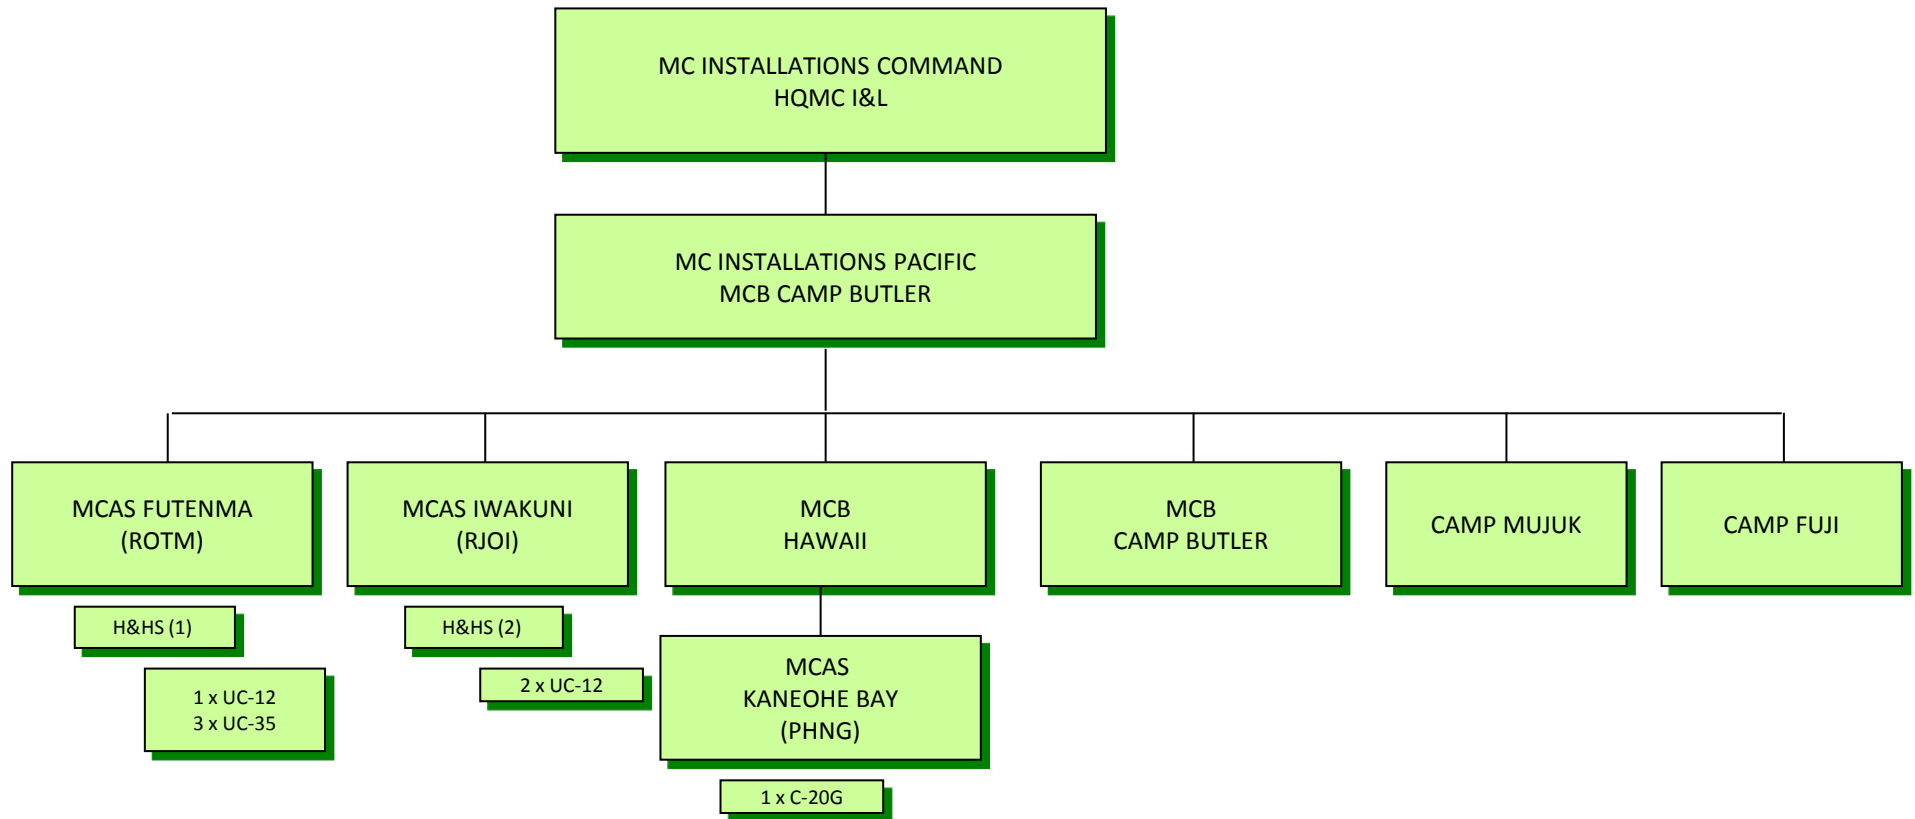 MC INSTALLATIONS COMMAND
HQMC I&L
MC INSTALLATIONS PACIFIC
MCB CAMP BUTLER
MCAS FUTENMA
(ROTM)
MCAS IWAKUNI
(RJOI)
MCB
HAWAII
MCB
CAMP BUTLER
CAMP MUJUK
CAMP FUJI
H&HS (1)
H&HS (2)
1 x UC-12
3 x UC-35
2 x UC-12
MCAS
KANEOHE BAY
(PHNG)
1 x C-20G